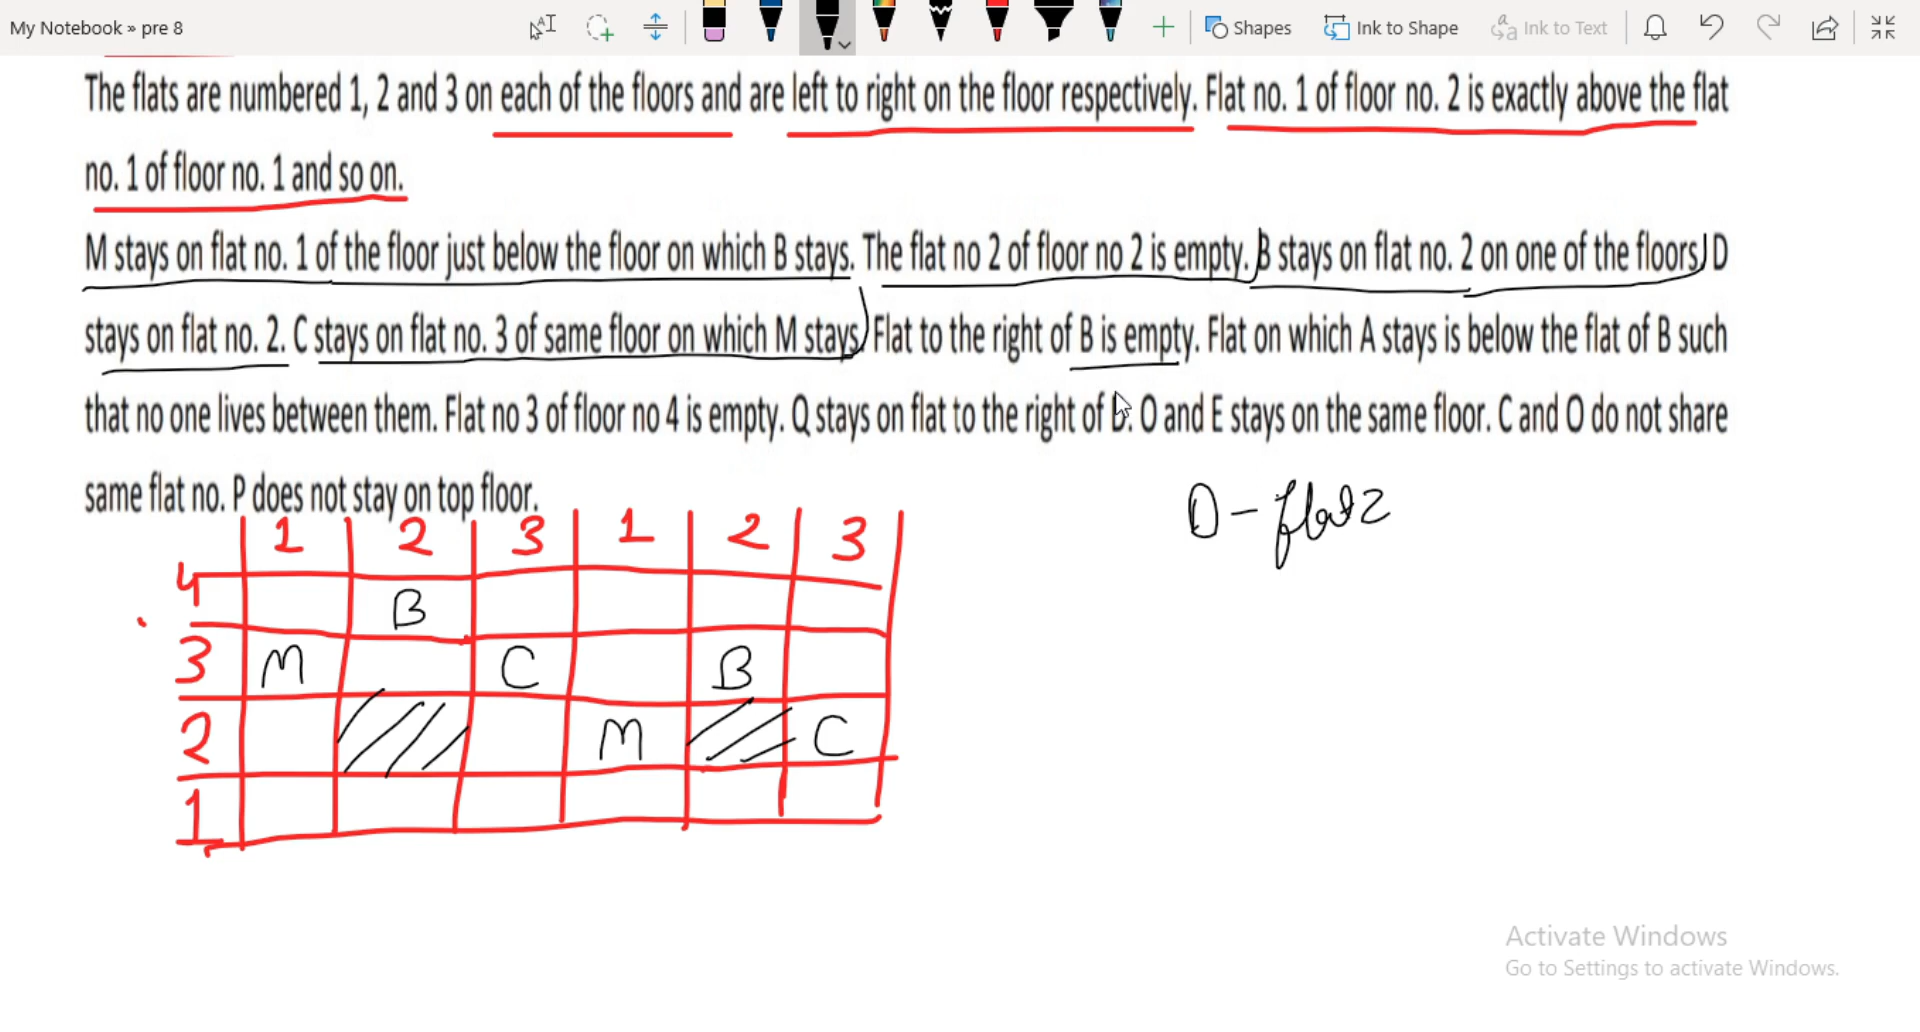 My Notebook » pre 8
Shapes
Ink to Shape
Ink to Text
The flats are numbered 1, 2 and 3 on each of the floors and are left to right on the floor respectively. Flat no. 1 of floor no. 2 is exactly above the flat
no. 1 of floor no. 1 and so on.
M stays on flat no. 1 of the floor just below the floor on which B stays. The flat no 2 of floor no 2 is empty. B stays on flat no. 2 on one of the floors. D
stays on flat no. 2. C stays on flat no. 3 of same floor on which M stays. Flat to the right of B is empty. Flat on which A stays is below the flat of B such
that no one lives between them. Flat no 3 of floor no 4 is empty. Q stays on flat to the right of D. O and E stays on the same floor. C and O do not share
same flat no. P does not stay on top floor.
D - flat 2
1 2 3 1 2 3
4 B
3 M C B
2 M C
1
Activate Windows
Go to Settings to activate Windows.